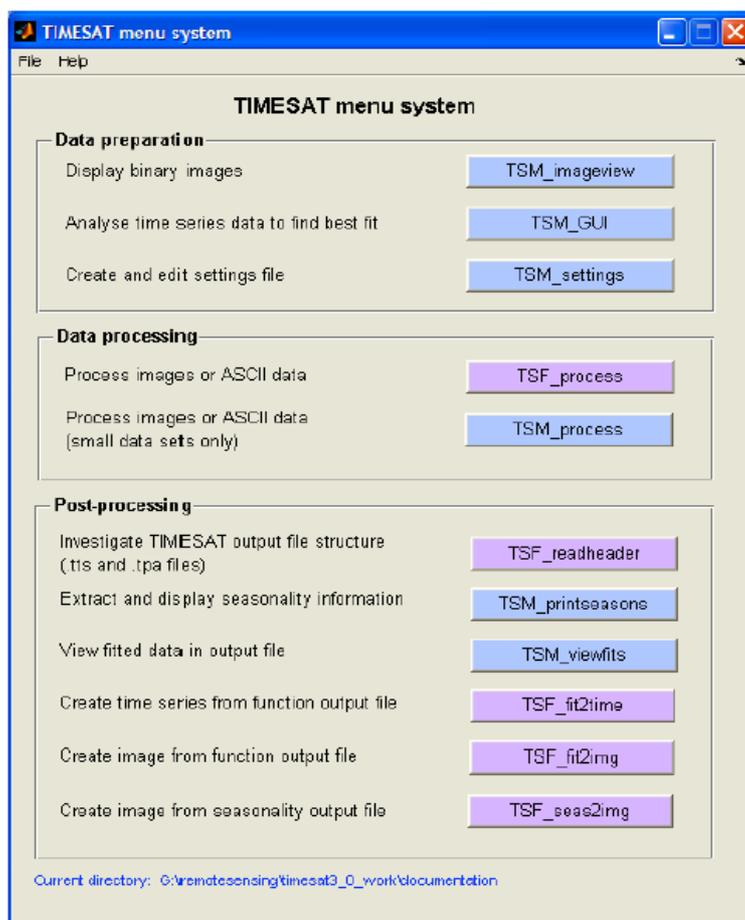 TIMESAT menu system
File Help
TIMESAT menu system
Data preparation
Display binary images TSM_imageview
Analyse time series data to find best fit TSM_GUI
Create and edit settings file TSM_settings
Data processing
Process images or ASCII data TSF_process
Process images or ASCII data
(small data sets only) TSM_process
Post-processing
Investigate TIMESAT output file structure
(.tts and .tpa files) TSF_readheader
Extract and display seasonality information TSM_printseasons
View fitted data in output file TSM_viewfits
Create time series from function output file TSF_fit2time
Create image from function output file TSF_fit2img
Create image from seasonality output file TSF_seas2img
Current directory: G:\remotesensing\timesat3_0_work\documentation